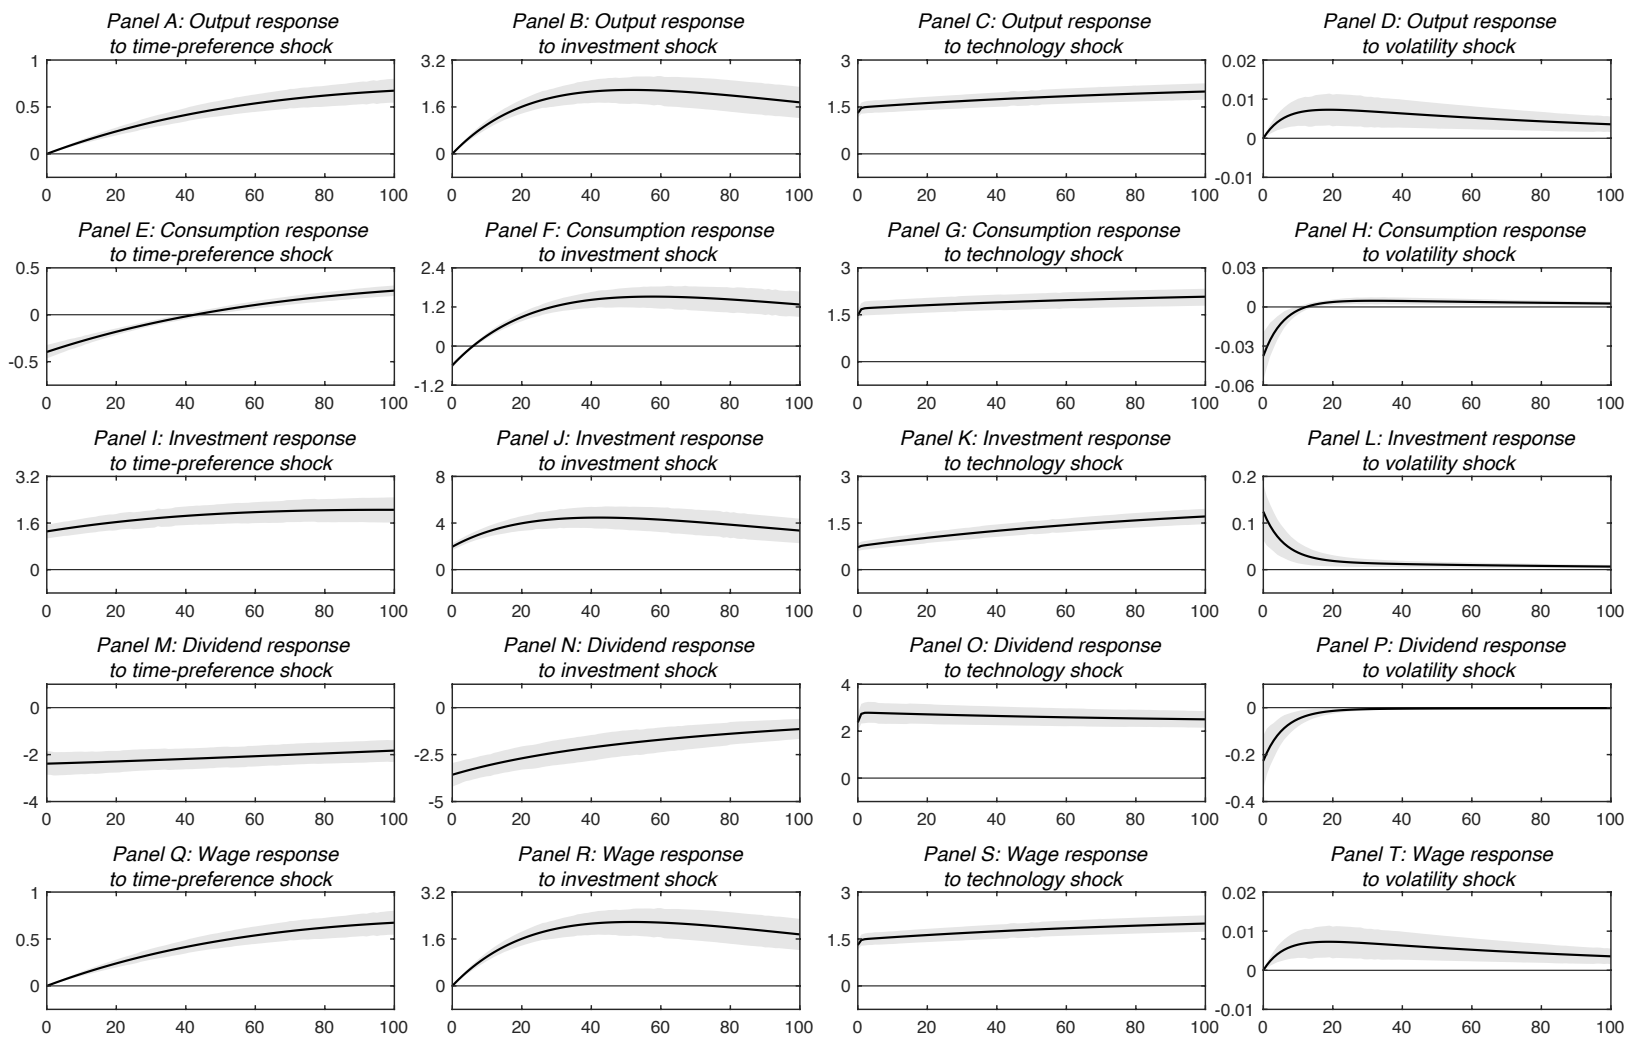 Panel A: Output response
to time-preference shock
1
0.5
0
0 20 40 60 80 100
Panel B: Output response
to investment shock
3.2
1.6
0
0 20 40 60 80 100
Panel C: Output response
to technology shock
3
1.5
0
0 20 40 60 80 100
Panel D: Output response
to volatility shock
0.02
0.01
0
-0.01
0 20 40 60 80 100
Panel E: Consumption response
to time-preference shock
0.5
0
-0.5
0 20 40 60 80 100
Panel F: Consumption response
to investment shock
2.4
1.2
0
-1.2
0 20 40 60 80 100
Panel G: Consumption response
to technology shock
3
1.5
0
0 20 40 60 80 100
Panel H: Consumption response
to volatility shock
0.03
0
-0.03
-0.06
0 20 40 60 80 100
Panel I: Investment response
to time-preference shock
3.2
1.6
0
0 20 40 60 80 100
Panel J: Investment response
to investment shock
8
4
0
0 20 40 60 80 100
Panel K: Investment response
to technology shock
3
1.5
0
0 20 40 60 80 100
Panel L: Investment response
to volatility shock
0.2
0.1
0
0 20 40 60 80 100
Panel M: Dividend response
to time-preference shock
0
-2
-4
0 20 40 60 80 100
Panel N: Dividend response
to investment shock
0
-2.5
-5
0 20 40 60 80 100
Panel O: Dividend response
to technology shock
4
2
0
0 20 40 60 80 100
Panel P: Dividend response
to volatility shock
0
-0.2
-0.4
0 20 40 60 80 100
Panel Q: Wage response
to time-preference shock
1
0.5
0
0 20 40 60 80 100
Panel R: Wage response
to investment shock
3.2
1.6
0
0 20 40 60 80 100
Panel S: Wage response
to technology shock
3
1.5
0
0 20 40 60 80 100
Panel T: Wage response
to volatility shock
0.02
0.01
0
-0.01
0 20 40 60 80 100